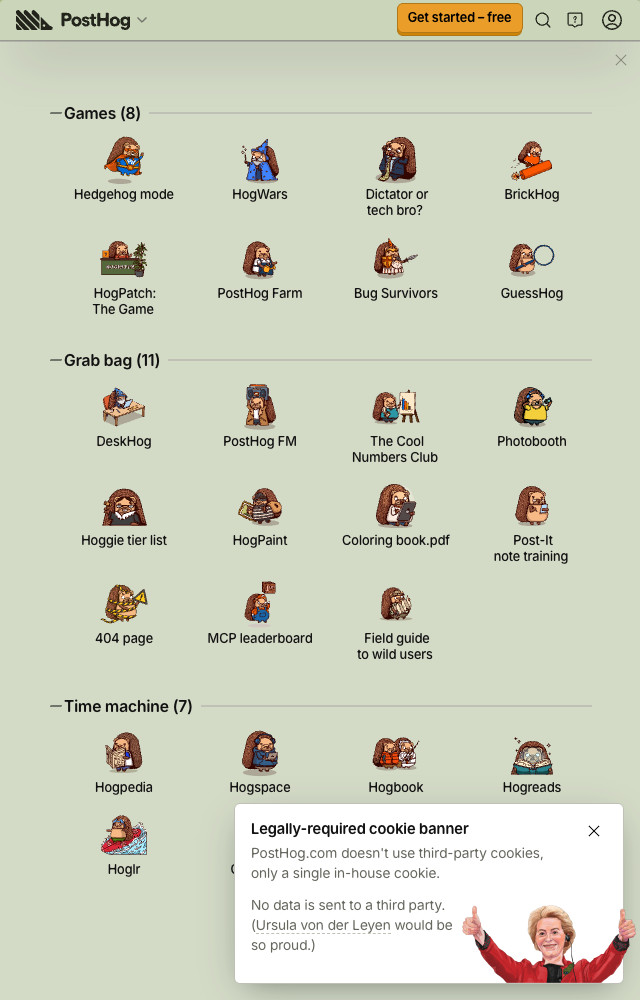 PostHog
Get started – free
Games (8)
Hedgehog mode
HogWars
Dictator or
tech bro?
BrickHog
HogPatch:
The Game
PostHog Farm
Bug Survivors
GuessHog
Grab bag (11)
DeskHog
PostHog FM
The Cool
Numbers Club
Photobooth
Hoggie tier list
HogPaint
Coloring book.pdf
Post-It
note training
404 page
MCP leaderboard
Field guide
to wild users
Time machine (7)
Hogpedia
Hogspace
Hogbook
Hogreads
Hoglr
Legally-required cookie banner
PostHog.com doesn't use third-party cookies,
only a single in-house cookie.
No data is sent to a third party.
(Ursula von der Leyen would be
so proud.)